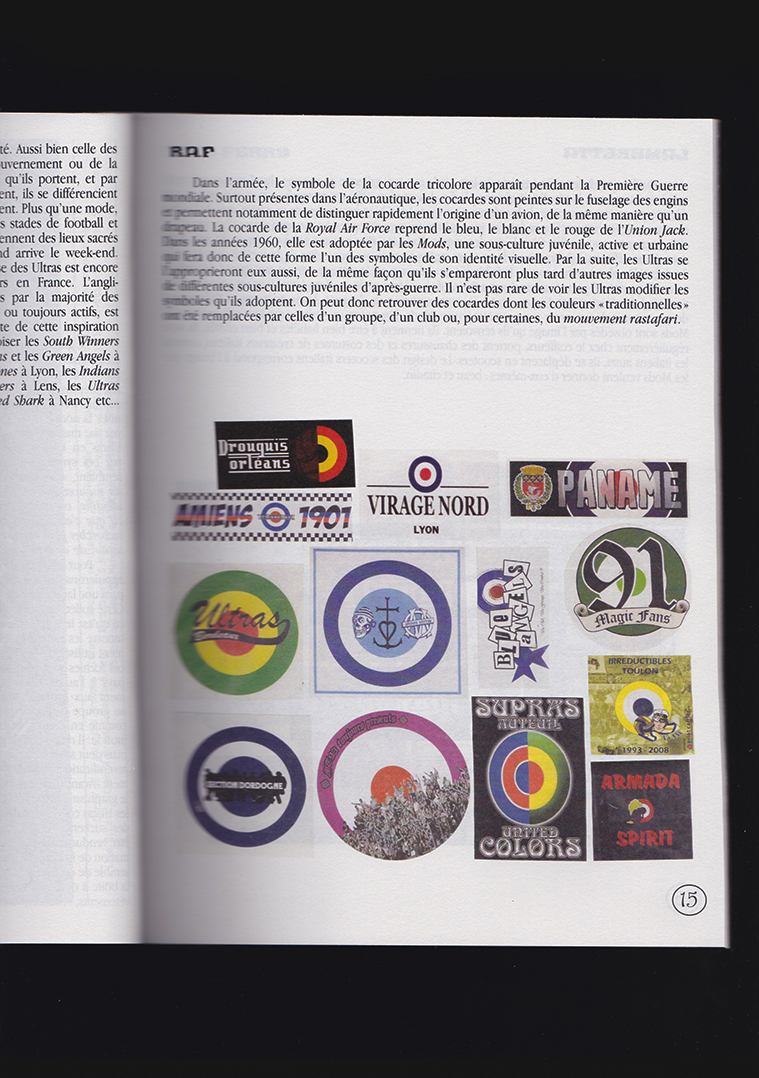 té. Aussi bien celle des
uvernement ou de la
qu'ils portent, et par
ent, ils se différencient
ent. Plus qu'une mode,
s stades de football et
ennent des lieux sacrés
nd arrive le week-end.
e des Ultras est encore
rs en France. L'angli-
s par la majorité des
ou toujours actifs, est
te de cette inspiration
oiser les South Winners
ns et les Green Angels à
nes à Lyon, les Indians
ers à Lens, les Ultras
ed Shark à Nancy etc...
RAF
Dans l'armée, le symbole de la cocarde tricolore apparaît pendant la Première Guerre
mondiale. Surtout présentes dans l'aéronautique, les cocardes sont peintes sur le fuselage des engins
et permettent notamment de distinguer rapidement l'origine d'un avion, de la même manière qu'un
drapeau. La cocarde de la Royal Air Force reprend le bleu, le blanc et le rouge de l'Union Jack.
Dans les années 1960, elle est adoptée par les Mods, une sous-culture juvénile, active et urbaine
qui fera donc de cette forme l'un des symboles de son identité visuelle. Par la suite, les Ultras se
l'approprieront eux aussi, de la même façon qu'ils s'empareront plus tard d'autres images issues
de différentes sous-cultures juvéniles d'après-guerre. Il n'est pas rare de voir les Ultras modifier les
symboles qu'ils adoptent. On peut donc retrouver des cocardes dont les couleurs «traditionnelles»
ont été remplacées par celles d'un groupe, d'un club ou, pour certaines, du mouvement rastafari.
Drouguis
orléans
AMIENS 1901
VIRAGE NORD
LYON
PANAME
Ultras
Bordeaux
BLUE
ANGELS
91
Magic Fans
IRREDUCTIBLES
TOULON
1993 - 2008
SECTION DORDOGNE
toujours présents
SUPRAS
AUTEUIL
UNITED
COLORS
ARMADA
SPIRIT
15